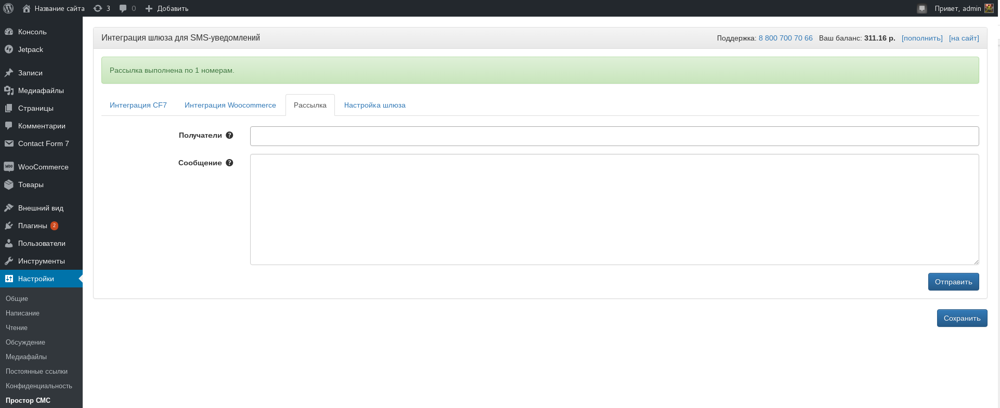 Название сайта 3 0 Добавить Привет, admin
Консоль
Jetpack
Записи
Медиафайлы
Страницы
Комментарии
Contact Form 7
WooCommerce
Товары
Внешний вид
Плагины 2
Пользователи
Инструменты
Настройки
Общие
Написание
Чтение
Обсуждение
Медиафайлы
Постоянные ссылки
Конфиденциальность
Простор СМС
Интеграция шлюза для SMS-уведомлений Поддержка: 8 800 700 70 66 Ваш баланс: 311.16 р. [пополнить] [на сайт]
Рассылка выполнена по 1 номерам.
Интеграция CF7 Интеграция Woocommerce Рассылка Настройка шлюза
Получатели ?
Сообщение ?
Отправить
Сохранить